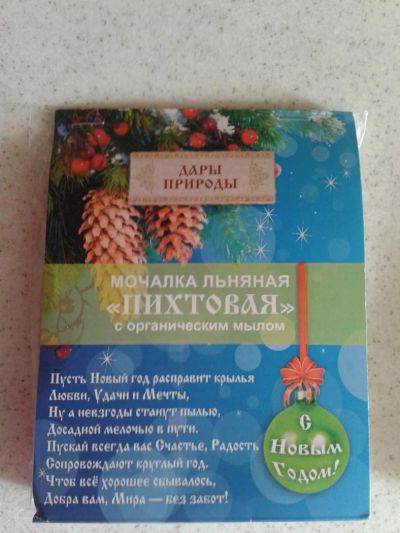 ДАРЫ
ПРИРОДЫ
МОЧАЛКА ЛЬНЯНАЯ
«ПИХТОВАЯ»
с органическим мылом
Пусть Новый год расправит крылья
Любви, Удачи и Мечты,
Ну а невзгоды станут пылью,
Досадной мелочью в пути.
Пускай всегда вас Счастье, Радость
Сопровождают круглый год.
Чтоб всё хорошее сбывалось,
Добра вам, Мира — без забот!
С
Новым
Годом!